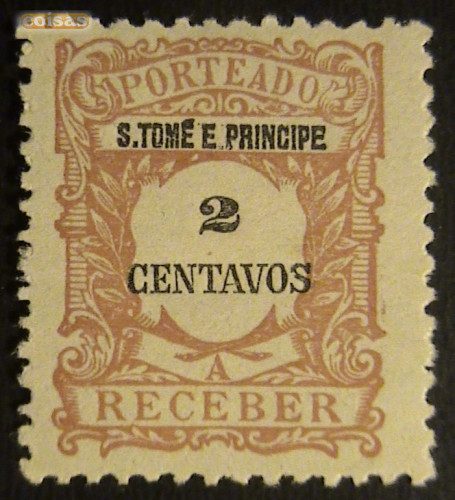 coisas
PORTEADO
S. TOMÉ E PRINCIPE
2
CENTAVOS
A
RECEBER